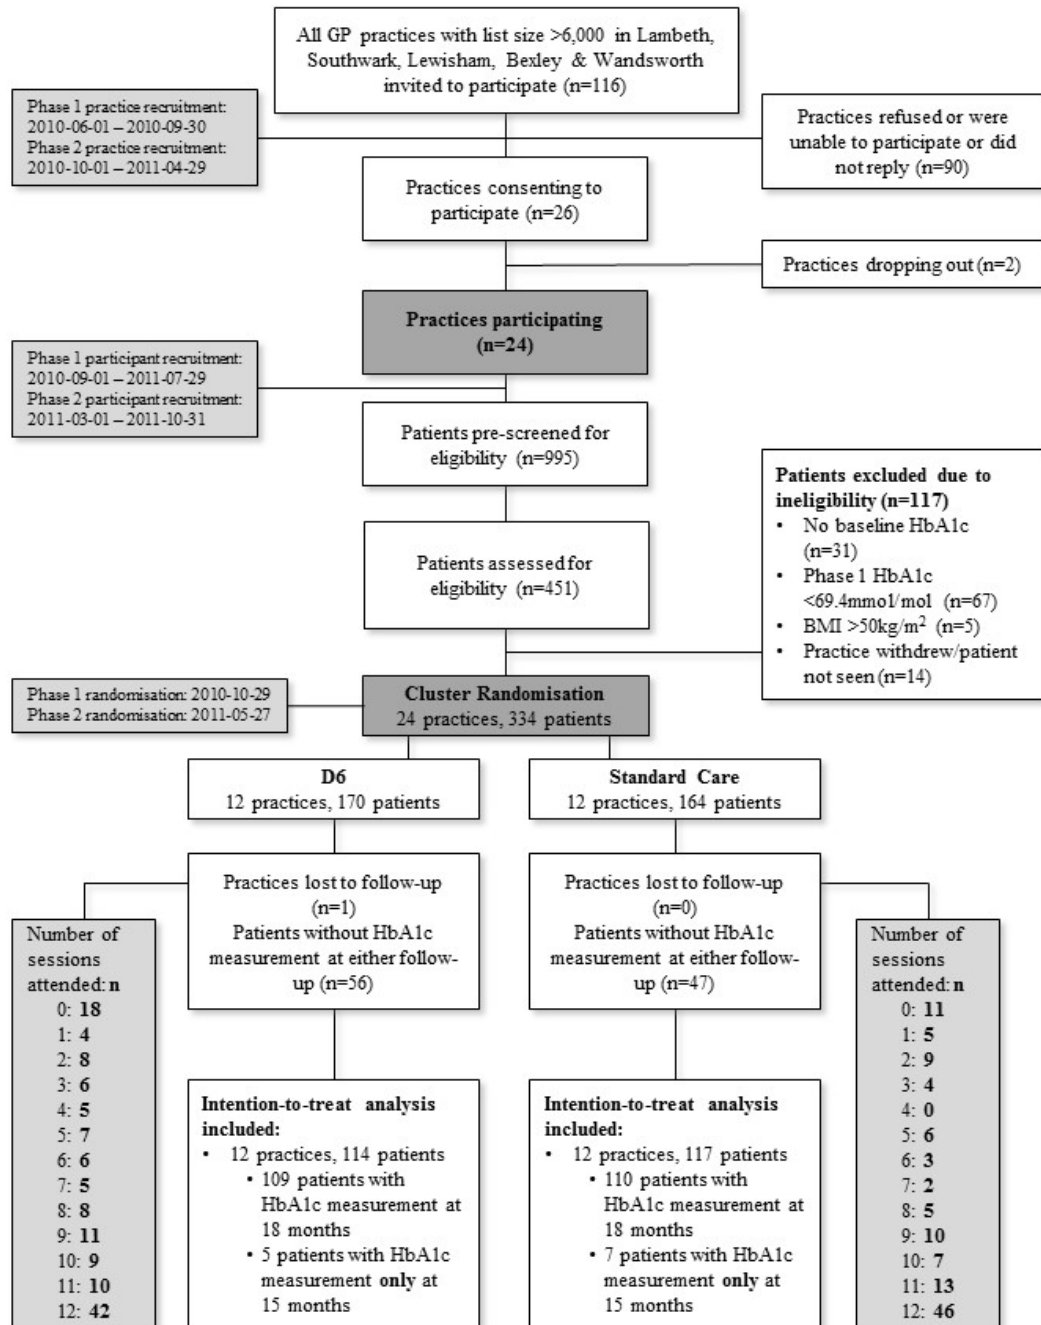 All GP practices with list size >6,000 in Lambeth,
Southwark, Lewisham, Bexley & Wandsworth
invited to participate (n=116)
Phase 1 practice recruitment:
2010-06-01 – 2010-09-30
Phase 2 practice recruitment:
2010-10-01 – 2011-04-29
Practices refused or were
unable to participate or did
not reply (n=90)
Practices consenting to
participate (n=26)
Practices dropping out (n=2)
Practices participating
(n=24)
Phase 1 participant recruitment:
2010-09-01 – 2011-07-29
Phase 2 participant recruitment:
2011-03-01 – 2011-10-31
Patients pre-screened for
eligibility (n=995)
Patients assessed for
eligibility (n=451)
Patients excluded due to
ineligibility (n=117)
• No baseline HbA1c
(n=31)
• Phase 1 HbA1c
<69.4mmol/mol (n=67)
• BMI >50kg/m² (n=5)
• Practice withdrew/patient
not seen (n=14)
Phase 1 randomisation: 2010-10-29
Phase 2 randomisation: 2011-05-27
Cluster Randomisation
24 practices, 334 patients
D6
12 practices, 170 patients
Standard Care
12 practices, 164 patients
Practices lost to follow-up
(n=1)
Patients without HbA1c
measurement at either follow-
up (n=56)
Practices lost to follow-up
(n=0)
Patients without HbA1c
measurement at either follow-
up (n=47)
Number of
sessions
attended: n
0: 18
1: 4
2: 8
3: 6
4: 5
5: 7
6: 6
7: 5
8: 8
9: 11
10: 9
11: 10
12: 42
Intention-to-treat analysis
included:
• 12 practices, 114 patients
• 109 patients with
HbA1c measurement at
18 months
• 5 patients with HbA1c
measurement only at
15 months
Intention-to-treat analysis
included:
• 12 practices, 117 patients
• 110 patients with
HbA1c measurement at
18 months
• 7 patients with HbA1c
measurement only at
15 months
Number of
sessions
attended: n
0: 11
1: 5
2: 9
3: 4
4: 0
5: 6
6: 3
7: 2
8: 5
9: 10
10: 7
11: 13
12: 46